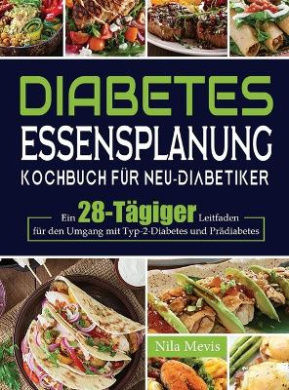 DIABETES
ESSENSPLANUNG
KOCHBUCH FÜR NEU-DIABETIKER
Ein 28-Tägiger Leitfaden
für den Umgang mit Typ-2-Diabetes und Prädiabetes
Nila Mevis